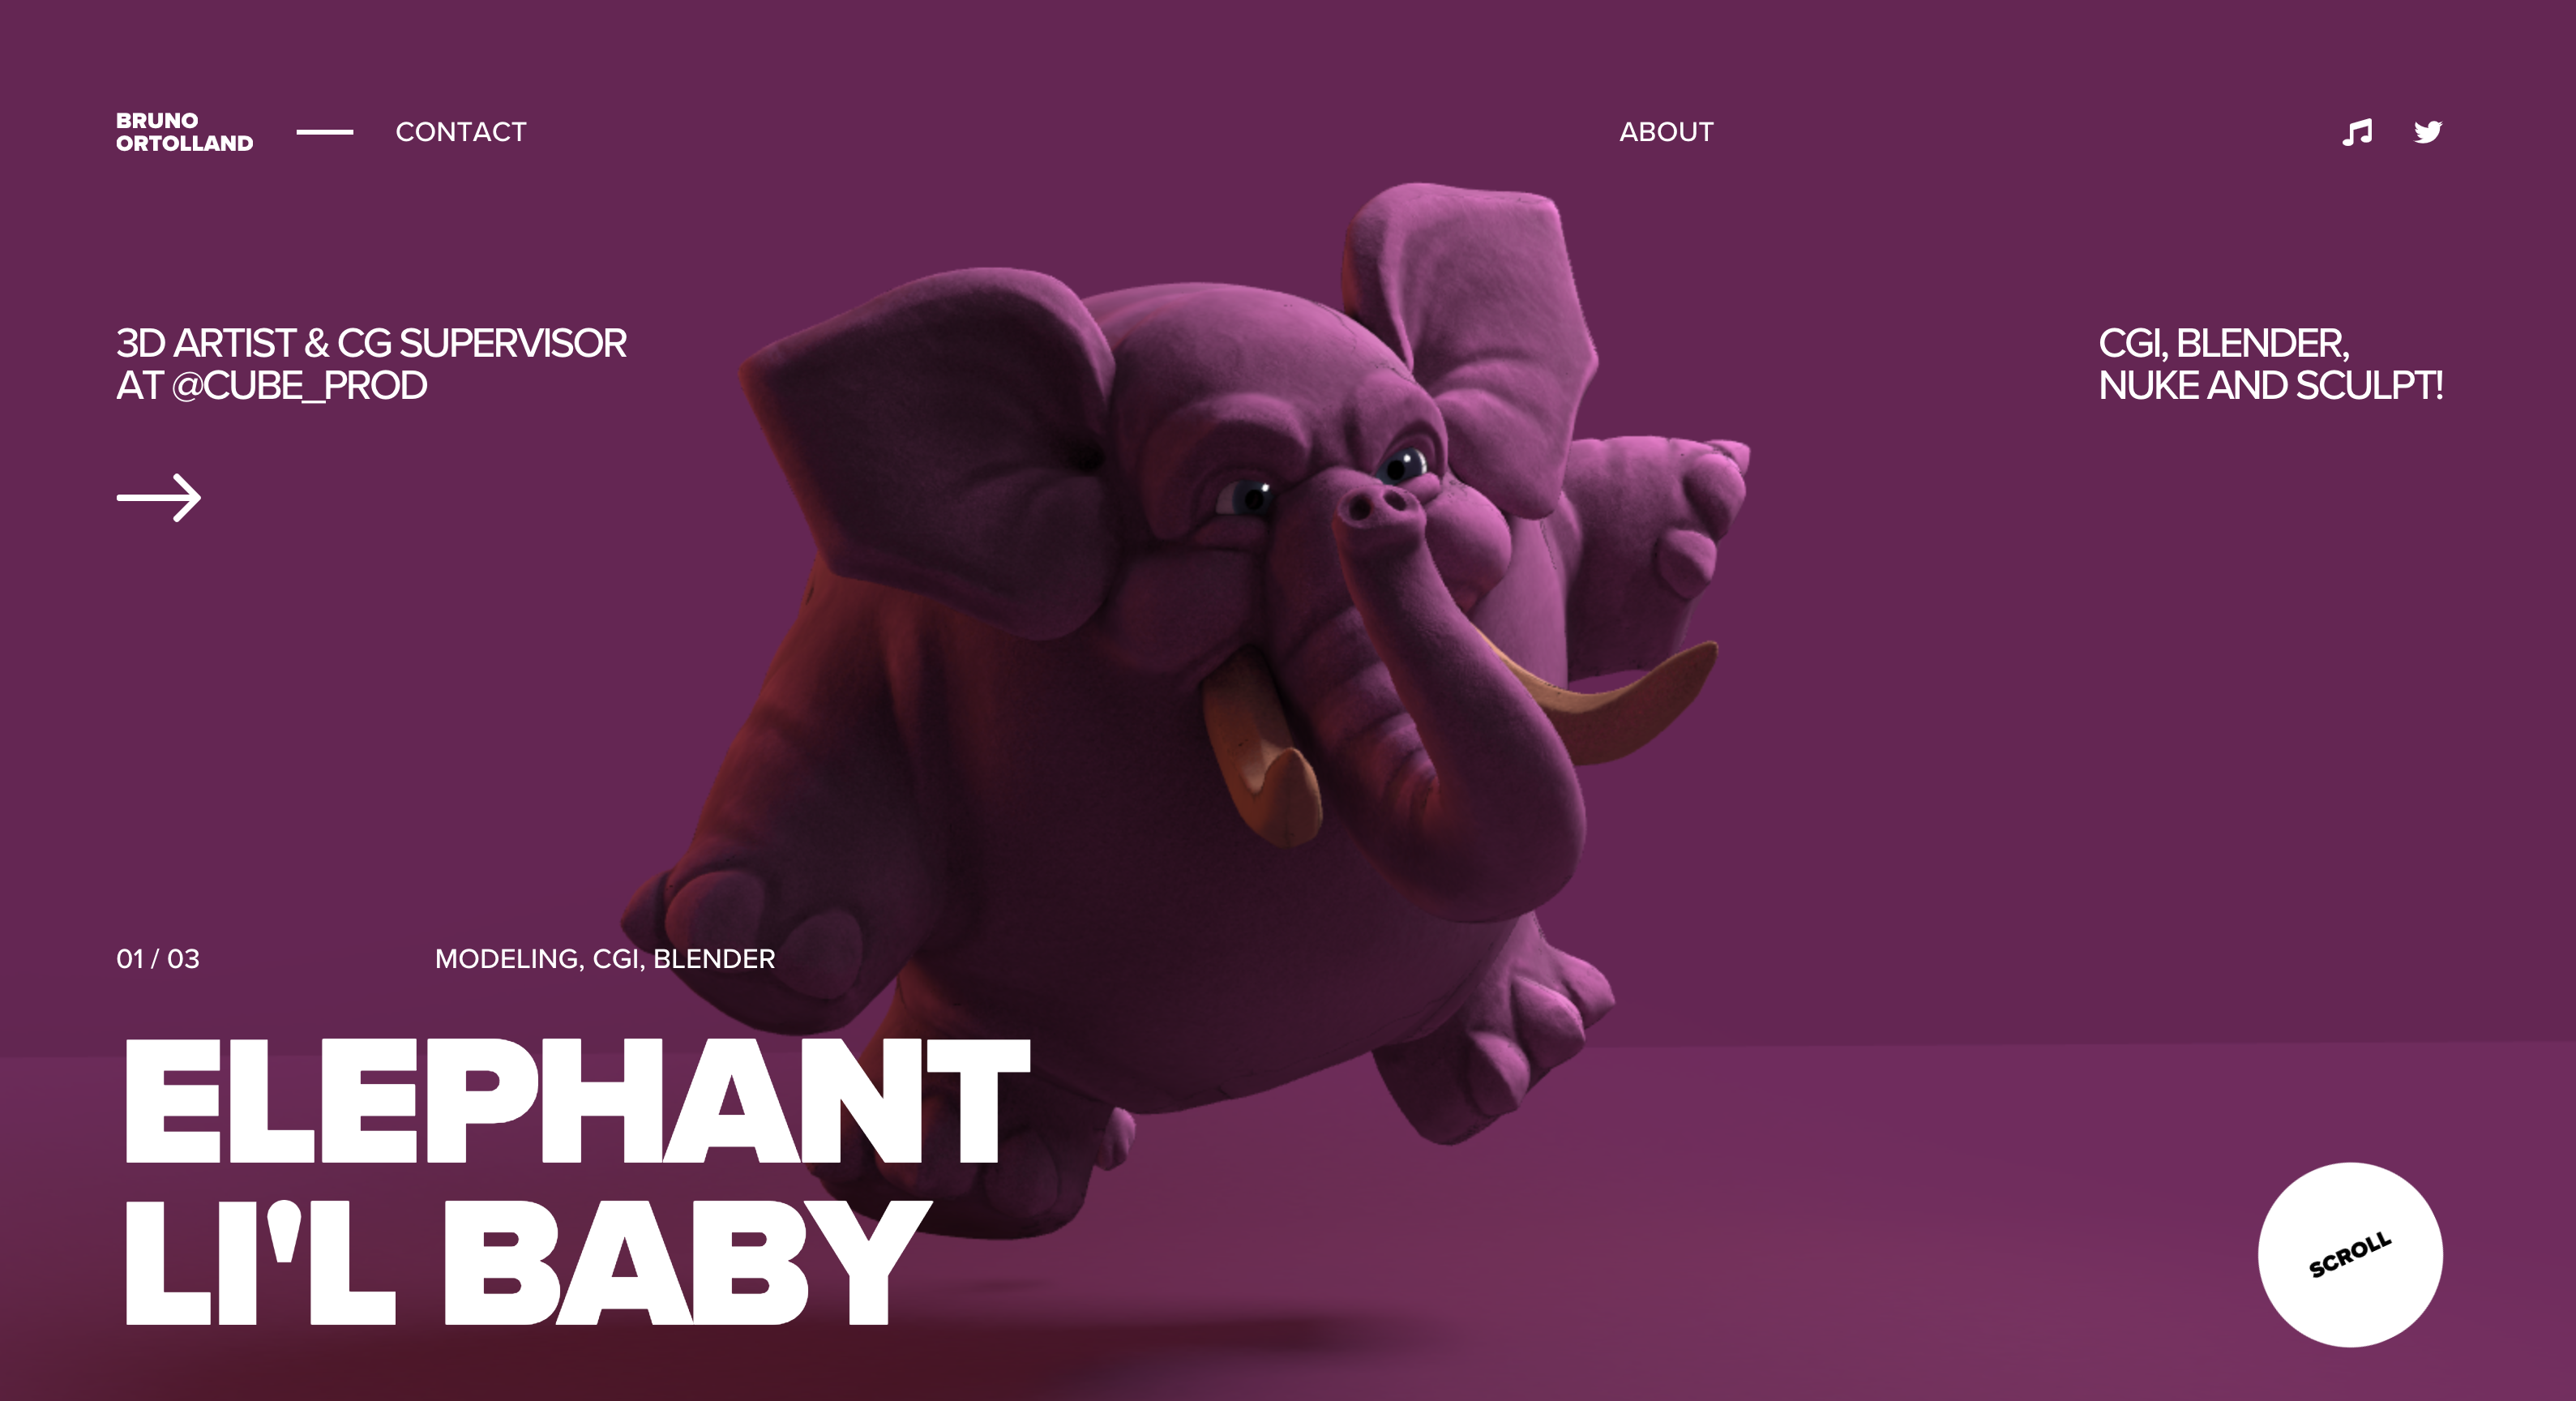 BRUNO
ORTOLLAND
CONTACT
ABOUT
3D ARTIST & CG SUPERVISOR
AT @CUBE_PROD
CGI, BLENDER,
NUKE AND SCULPT!
01 / 03
MODELING, CGI, BLENDER
ELEPHANT
LI'L BABY
SCROLL